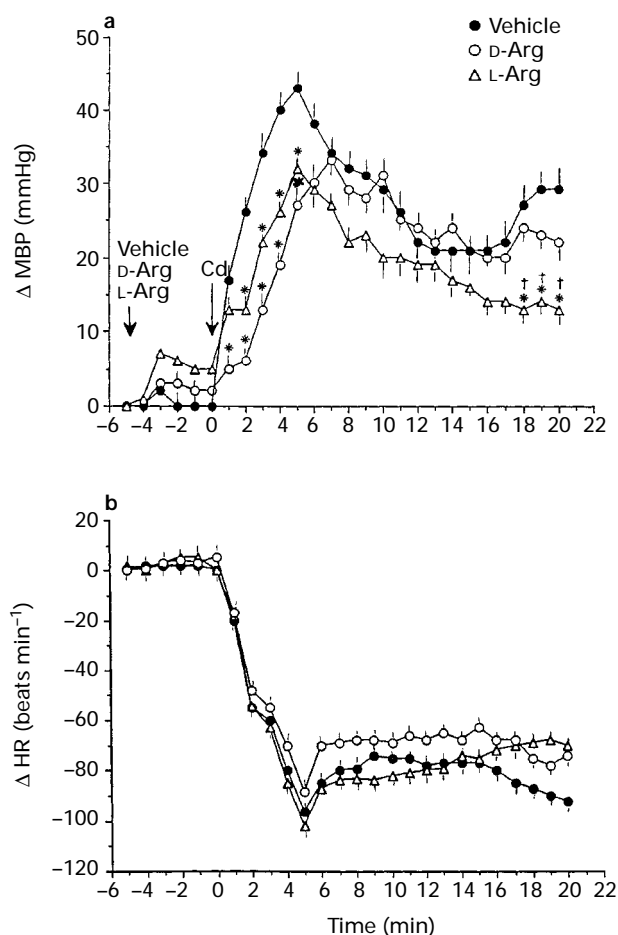 a
Vehicle
D-Arg
L-Arg
Δ MBP (mmHg)
50
40
30
20
10
0
Vehicle
D-Arg
L-Arg
Cd
* * * * * * * * * * * *
† † †
* * *
−6 −4 −2 0 2 4 6 8 10 12 14 16 18 20 22
b
Δ HR (beats min⁻¹)
20
0
−20
−40
−60
−80
−100
−120
−6 −4 −2 0 2 4 6 8 10 12 14 16 18 20 22
Time (min)